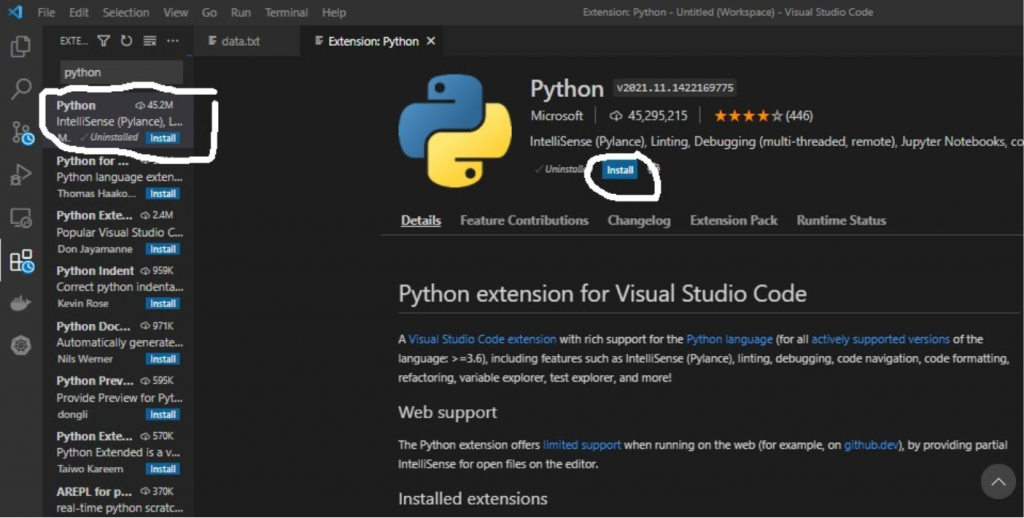 File Edit Selection View Go Run Terminal Help
Extension: Python - Untitled (Workspace) - Visual Studio Code
EXTE...
data.txt
Extension: Python
python
Python 45.2M
IntelliSense (Pylance), L...
M... Uninstalled Install
Python for ...
Python language exten...
Thomas Haako... Install
Python Exte... 2.4M
Popular Visual Studio C...
Don Jayamanne Install
Python Indent 959K
Correct python indenta...
Kevin Rose Install
Python Doc... 971K
Automatically generate...
Nils Werner Install
Python Prev... 595K
Provide Preview for Pyt...
dongli Install
Python Exte... 570K
Python Extended is a v...
Taiwo Kareem Install
AREPL for p... 370K
real-time python scratc...
Python v2021.11.1422169775
Microsoft 45,295,215 (446)
IntelliSense (Pylance), Linting, Debugging (multi-threaded, remote), Jupyter Notebooks, co
Uninstalled Install
Details Feature Contributions Changelog Extension Pack Runtime Status
Python extension for Visual Studio Code
A Visual Studio Code extension with rich support for the Python language (for all actively supported versions of the
language: >=3.6), including features such as IntelliSense (Pylance), linting, debugging, code navigation, code formatting,
refactoring, variable explorer, test explorer, and more!
Web support
The Python extension offers limited support when running on the web (for example, on github.dev), by providing partial
IntelliSense for open files on the editor.
Installed extensions